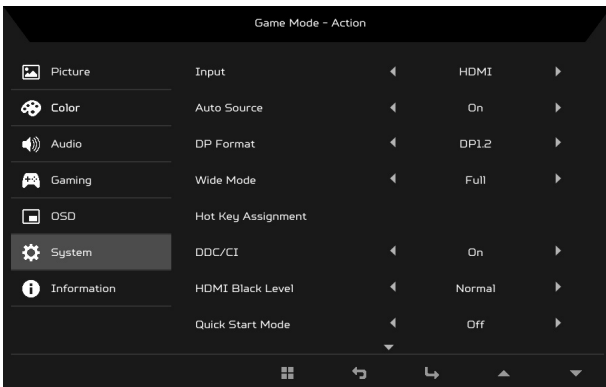 Game Mode - Action
Picture
Input HDMI
Color
Auto Source On
Audio
DP Format DP1.2
Gaming
Wide Mode Full
OSD
Hot Key Assignment
System
DDC/CI On
Information
HDMI Black Level Normal
Quick Start Mode Off